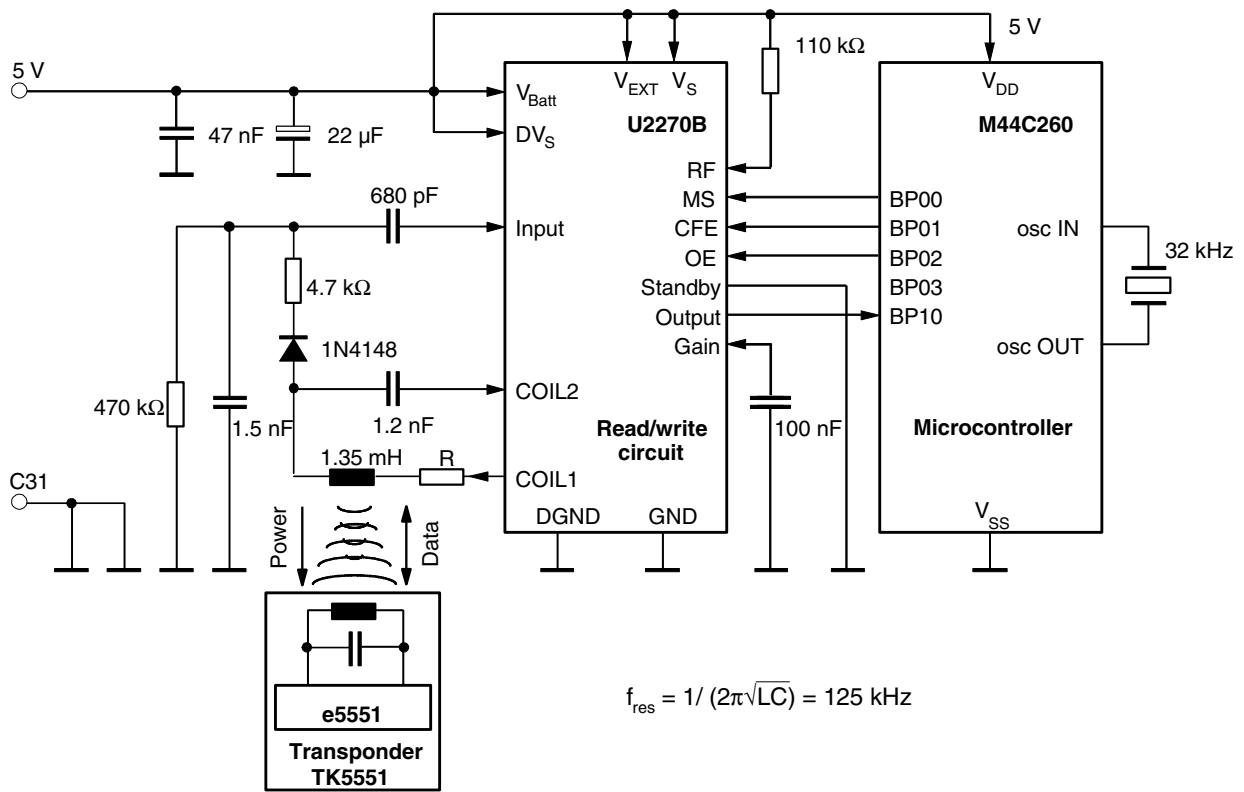 5 V
110 kΩ
5 V
47 nF
22 µF
V_Batt
DV_S
V_EXT
V_S
U2270B
V_DD
M44C260
RF
MS
CFE
OE
Standby
Output
Gain
BP00
BP01
BP02
BP03
BP10
osc IN
osc OUT
32 kHz
680 pF
Input
4.7 kΩ
1N4148
470 kΩ
1.5 nF
1.2 nF
COIL2
1.35 mH
R
COIL1
Read/write
circuit
100 nF
Microcontroller
C31
DGND
GND
V_SS
Power
Data
e5551
Transponder
TK5551
f_res = 1/ (2π√LC) = 125 kHz